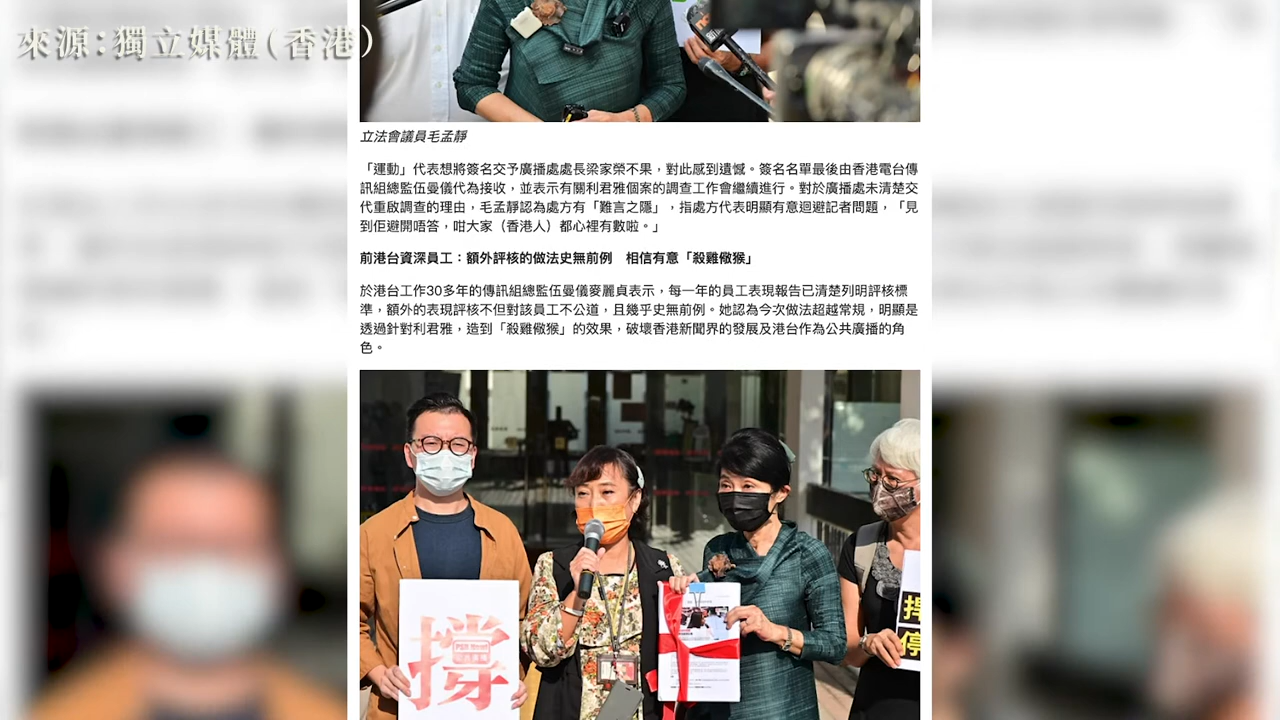 來源:獨立媒體(香港)
立法會議員毛孟靜
「運動」代表想將簽名交予廣播處處長梁家榮不果，對此感到遺憾。簽名名單最後由香港電台傳
訊組總監伍曼儀代為接收，並表示有關利君雅個案的調查工作會繼續進行。對於廣播處未清楚交
代重啟調查的理由，毛孟靜認為處方有「難言之隱」，指處方代表明顯有意迴避記者問題，「見
到佢避開唔答，咁大家（香港人）都心裡有數啦。」
前港台資深員工：額外評核的做法史無前例　相信有意「殺雞儆猴」
於港台工作30多年的傳訊組總監伍曼儀麥麗貞表示，每一年的員工表現報告已清楚列明評核標
準，額外的表現評核不但對該員工不公道，且幾乎史無前例。她認為今次做法超越常規，明顯是
透過針對利君雅，造到「殺雞儆猴」的效果，破壞香港新聞界的發展及港台作為公共廣播的角
色。
撐
捍
停